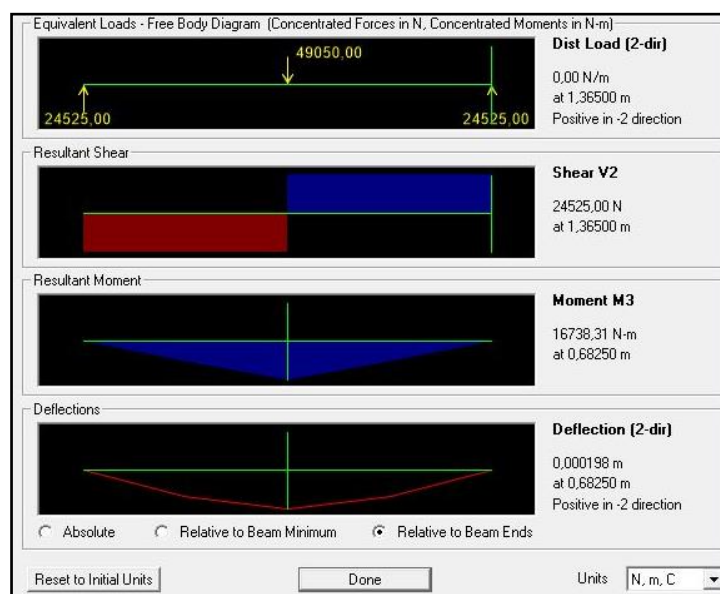 Equivalent Loads - Free Body Diagram (Concentrated Forces in N, Concentrated Moments in N-m)
49050,00
24525,00
24525,00
Dist Load (2-dir)
0,00 N/m
at 1,36500 m
Positive in -2 direction
Resultant Shear
Shear V2
24525,00 N
at 1,36500 m
Resultant Moment
Moment M3
16738,31 N-m
at 0,68250 m
Deflections
Deflection (2-dir)
0,000198 m
at 0,68250 m
Positive in -2 direction
Absolute Relative to Beam Minimum Relative to Beam Ends
Reset to Initial Units Done Units N, m, C